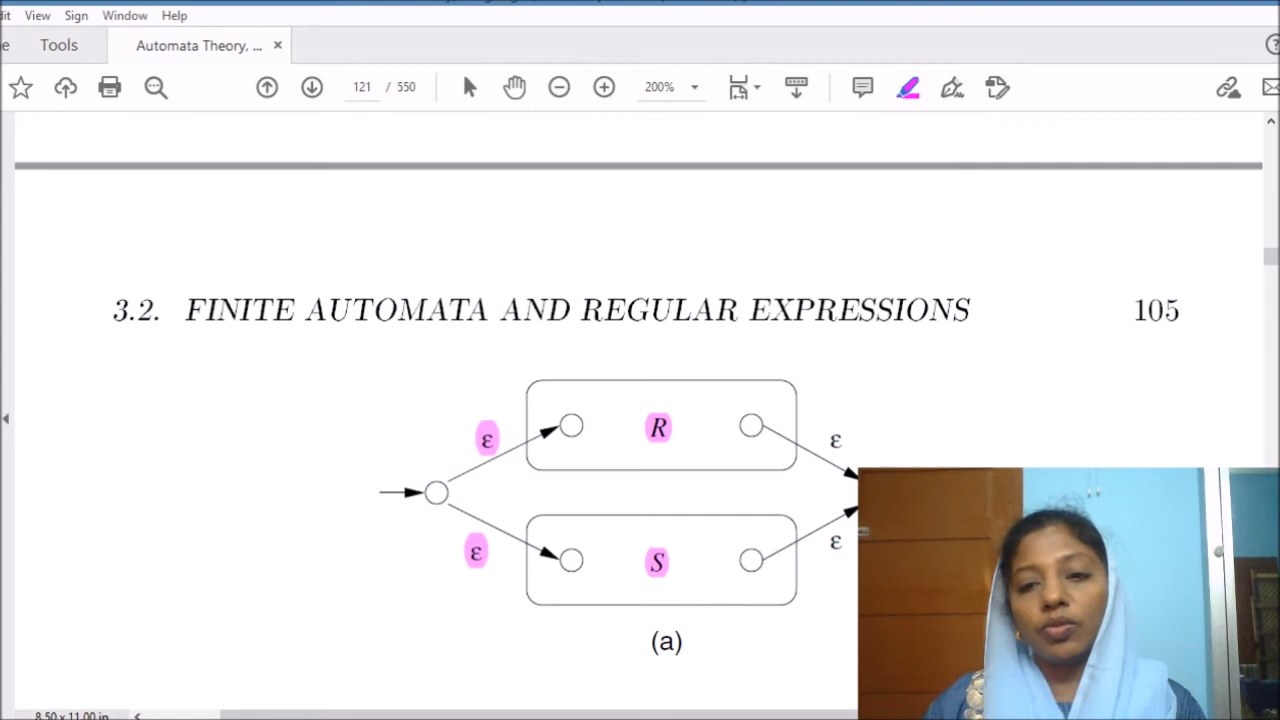 dit View Sign Window Help
e Tools Automata Theory, ... ×
121 / 550 200%
3.2. FINITE AUTOMATA AND REGULAR EXPRESSIONS 105
ε R ε
ε S ε
(a)
8.50 x 11.00 in